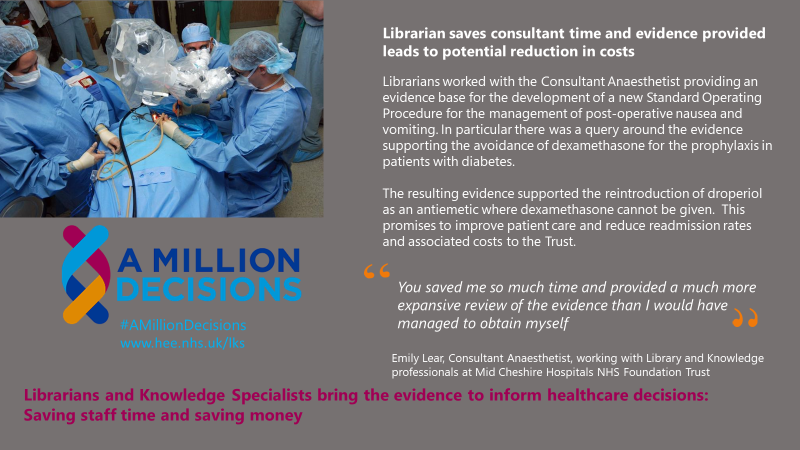 Librarian saves consultant time and evidence provided
leads to potential reduction in costs
Librarians worked with the Consultant Anaesthetist providing an
evidence base for the development of a new Standard Operating
Procedure for the management of post-operative nausea and
vomiting. In particular there was a query around the evidence
supporting the avoidance of dexamethasone for the prophylaxis in
patients with diabetes.
The resulting evidence supported the reintroduction of droperiol
as an antiemetic where dexamethasone cannot be given.  This
promises to improve patient care and reduce readmission rates
and associated costs to the Trust.
“
You saved me so much time and provided a much more
expansive review of the evidence than I would have
managed to obtain myself
”
Emily Lear, Consultant Anaesthetist, working with Library and Knowledge
professionals at Mid Cheshire Hospitals NHS Foundation Trust
A MILLION
DECISIONS
#AMillionDecisions
www.hee.nhs.uk/lks
Librarians and Knowledge Specialists bring the evidence to inform healthcare decisions:
Saving staff time and saving money